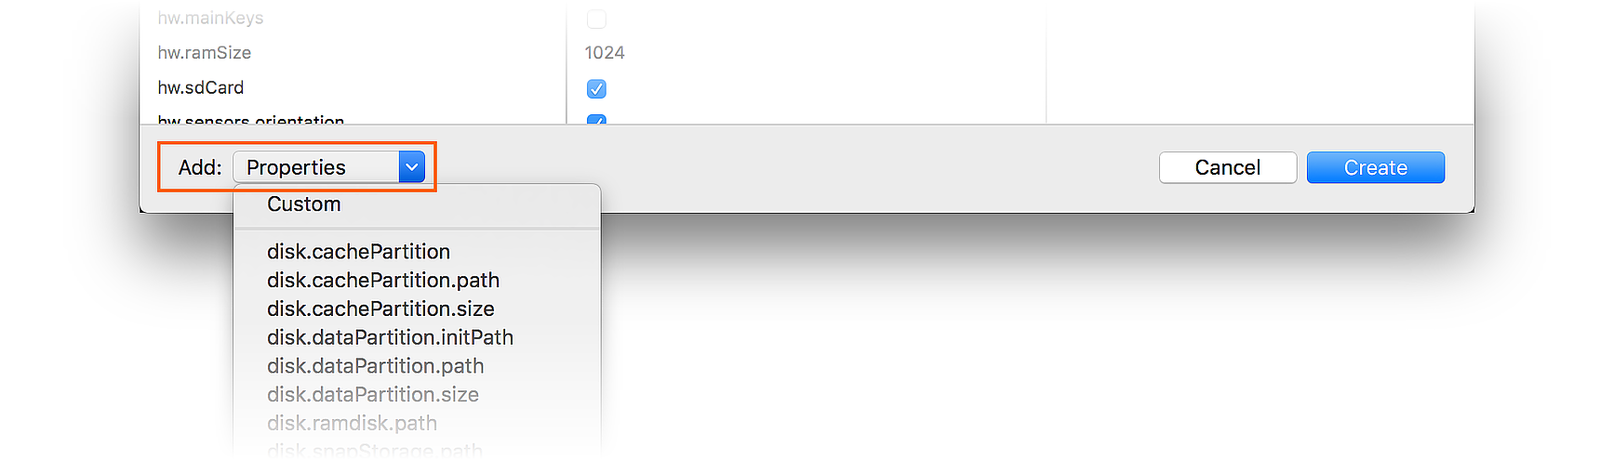 hw.mainKeys
hw.ramSize 1024
hw.sdCard
hw.sensors.orientation
Add: Properties Cancel Create
Custom
disk.cachePartition
disk.cachePartition.path
disk.cachePartition.size
disk.dataPartition.initPath
disk.dataPartition.path
disk.dataPartition.size
disk.ramdisk.path
disk.snapStorage.path